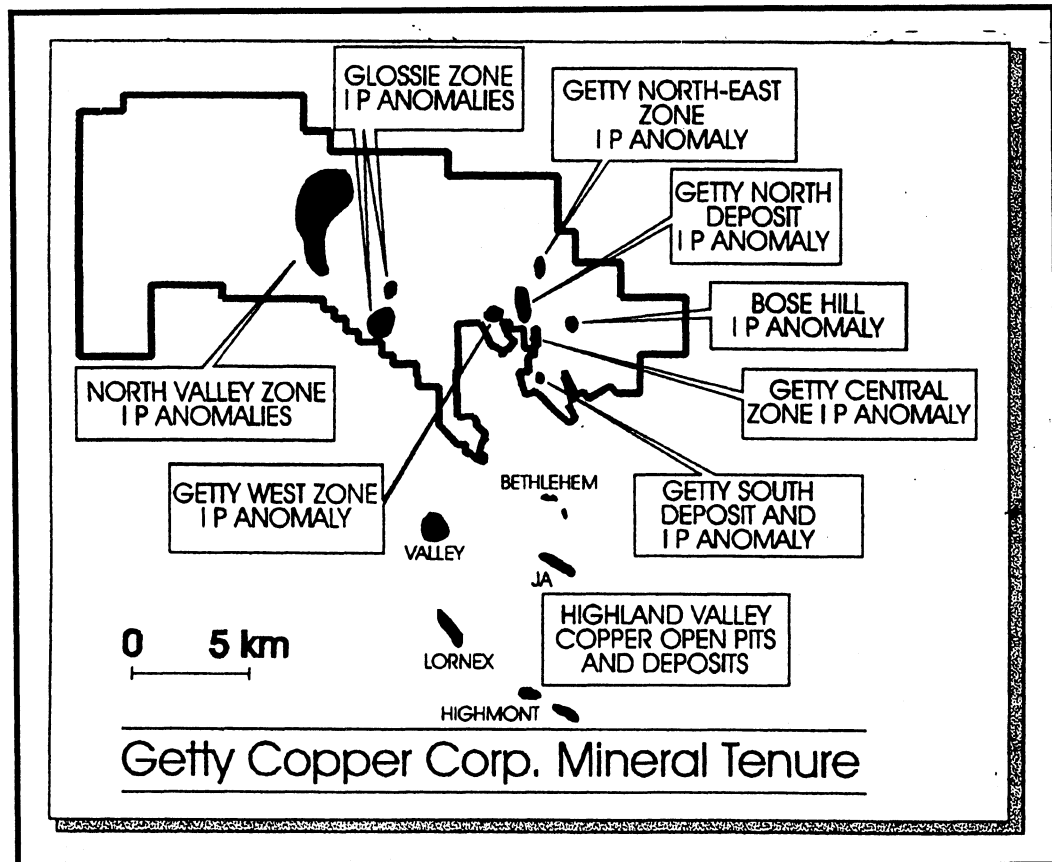 GLOSSIE ZONE
I P ANOMALIES
GETTY NORTH-EAST
ZONE
I P ANOMALY
GETTY NORTH
DEPOSIT
I P ANOMALY
BOSE HILL
I P ANOMALY
NORTH VALLEY ZONE
I P ANOMALIES
GETTY CENTRAL
ZONE I P ANOMALY
GETTY WEST ZONE
I P ANOMALY
BETHLEHEM
GETTY SOUTH
DEPOSIT AND
I P ANOMALY
VALLEY
JA
HIGHLAND VALLEY
COPPER OPEN PITS
AND DEPOSITS
0 5 km
LORNEX
HIGHMONT
Getty Copper Corp. Mineral Tenure